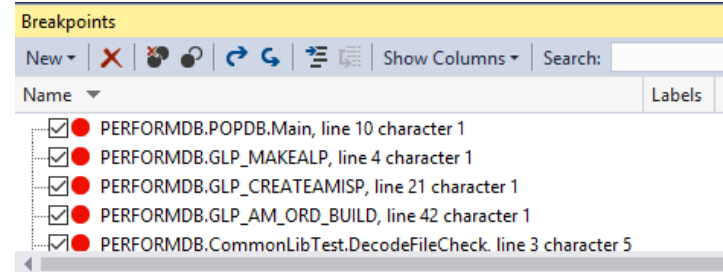 Breakpoints
New Show Columns Search:
Name Labels
PERFORMDB.POPDB.Main, line 10 character 1
PERFORMDB.GLP_MAKEALP, line 4 character 1
PERFORMDB.GLP_CREATEAMISP, line 21 character 1
PERFORMDB.GLP_AM_ORD_BUILD, line 42 character 1
PERFORMDB.CommonLibTest.DecodeFileCheck, line 3 character 5